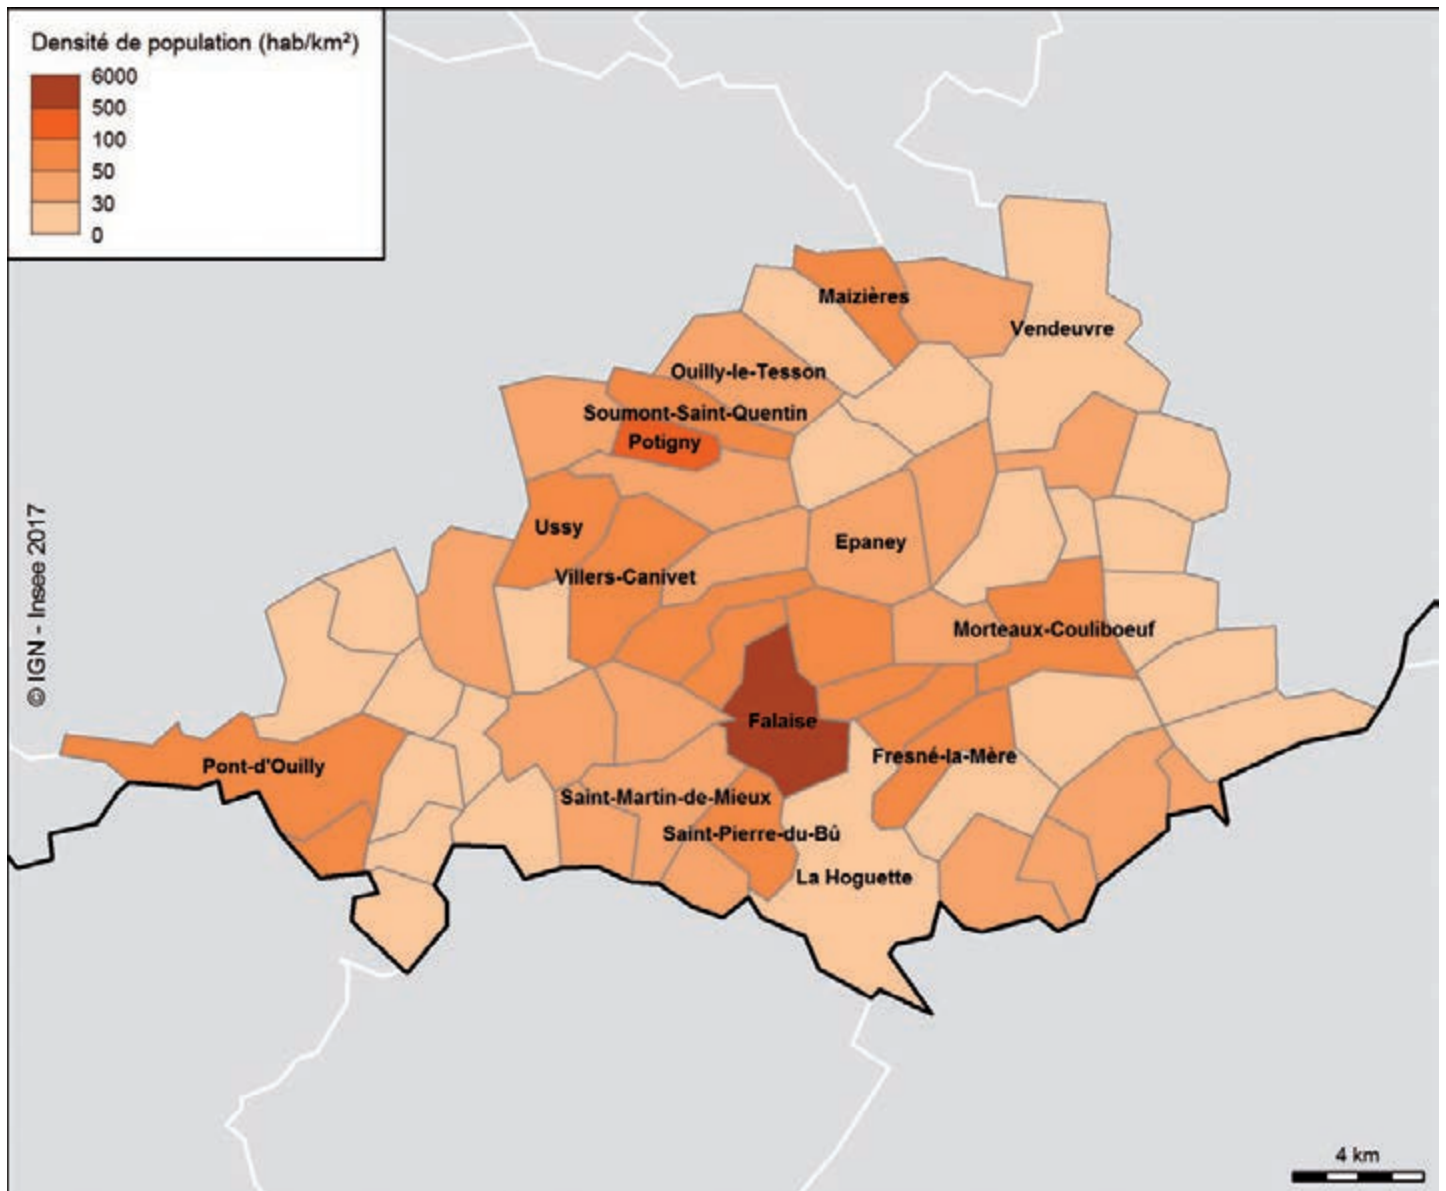 Densité de population (hab/km²)
6000
500
100
50
30
0
Maizières
Vendeuvre
Ouilly-le-Tesson
Soumont-Saint-Quentin
Potigny
Ussy
Epaney
Villers-Canivet
Morteaux-Couliboeuf
Falaise
Fresné-la-Mère
Pont-d'Ouilly
Saint-Martin-de-Mieux
Saint-Pierre-du-Bû
La Hoguette
© IGN - Insee 2017
4 km